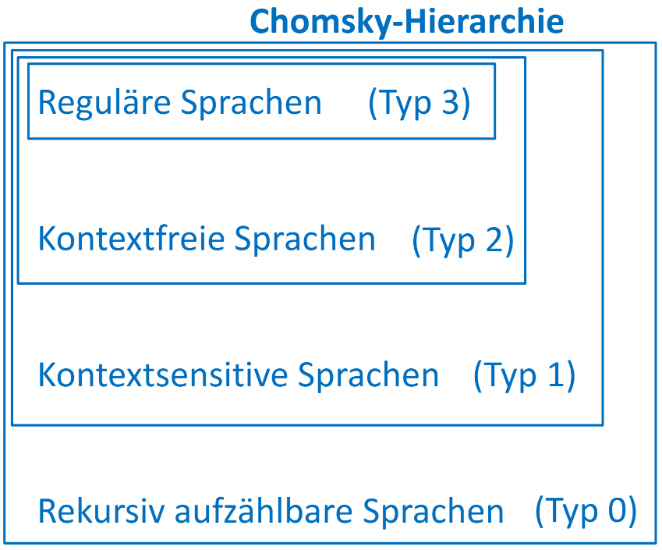 Chomsky-Hierarchie
Reguläre Sprachen (Typ 3)
Kontextfreie Sprachen (Typ 2)
Kontextsensitive Sprachen (Typ 1)
Rekursiv aufzählbare Sprachen (Typ 0)